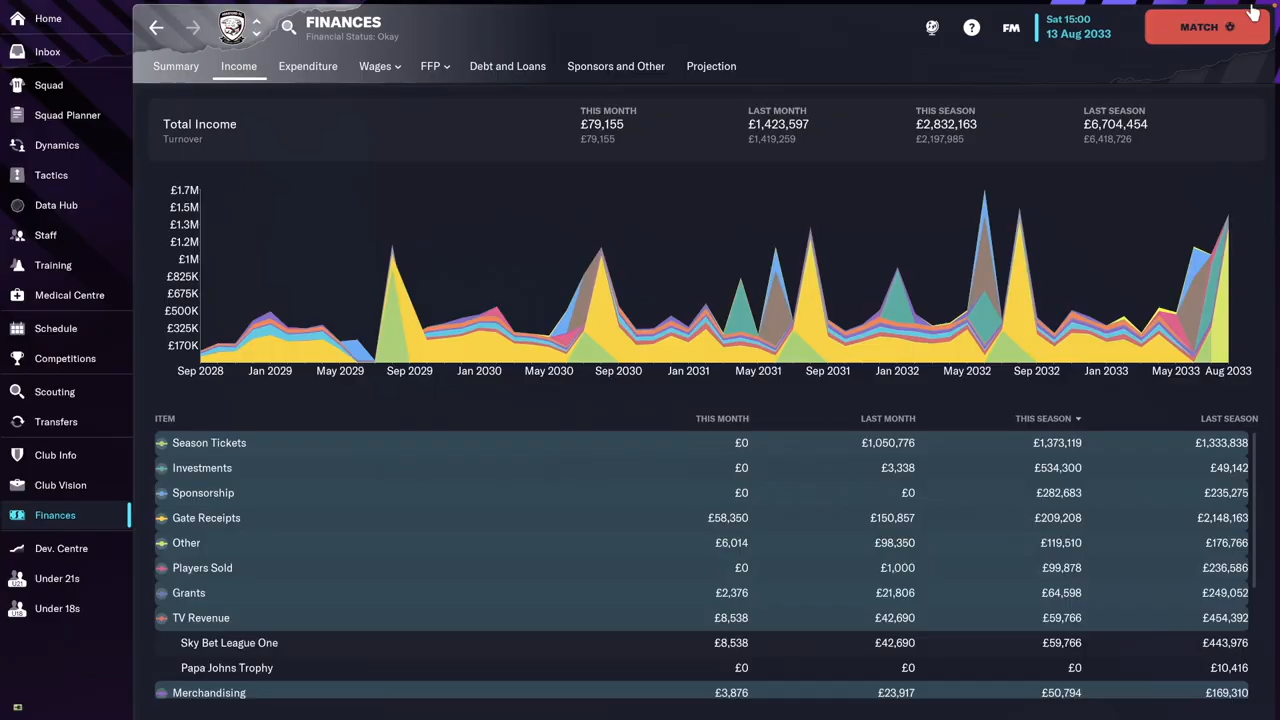 Home
Inbox
Squad
Squad Planner
Dynamics
Tactics
Data Hub
Staff
Training
Medical Centre
Schedule
Competitions
Scouting
Transfers
Club Info
Club Vision
Finances
Dev. Centre
Under 21s
Under 18s
FINANCES
Financial Status: Okay
FM
Sat 15:00
13 Aug 2033
MATCH
Summary Income Expenditure Wages FFP Debt and Loans Sponsors and Other Projection
THIS MONTH LAST MONTH THIS SEASON LAST SEASON
Total Income £79,155 £1,423,597 £2,832,163 £6,704,454
Turnover £79,155 £1,419,259 £2,197,985 £6,418,726
£1.7M
£1.5M
£1.3M
£1.2M
£1M
£825K
£675K
£500K
£325K
£170K
Sep 2028 Jan 2029 May 2029 Sep 2029 Jan 2030 May 2030 Sep 2030 Jan 2031 May 2031 Sep 2031 Jan 2032 May 2032 Sep 2032 Jan 2033 May 2033 Aug 2033
ITEM THIS MONTH LAST MONTH THIS SEASON LAST SEASON
Season Tickets £0 £1,050,776 £1,373,119 £1,333,838
Investments £0 £3,338 £534,300 £49,142
Sponsorship £0 £0 £282,683 £235,275
Gate Receipts £58,350 £150,857 £209,208 £2,148,163
Other £6,014 £98,350 £119,510 £176,766
Players Sold £0 £1,000 £99,878 £236,586
Grants £2,376 £21,806 £64,598 £249,052
TV Revenue £8,538 £42,690 £59,766 £454,392
Sky Bet League One £8,538 £42,690 £59,766 £443,976
Papa Johns Trophy £0 £0 £0 £10,416
Merchandising £3,876 £23,917 £50,794 £169,310